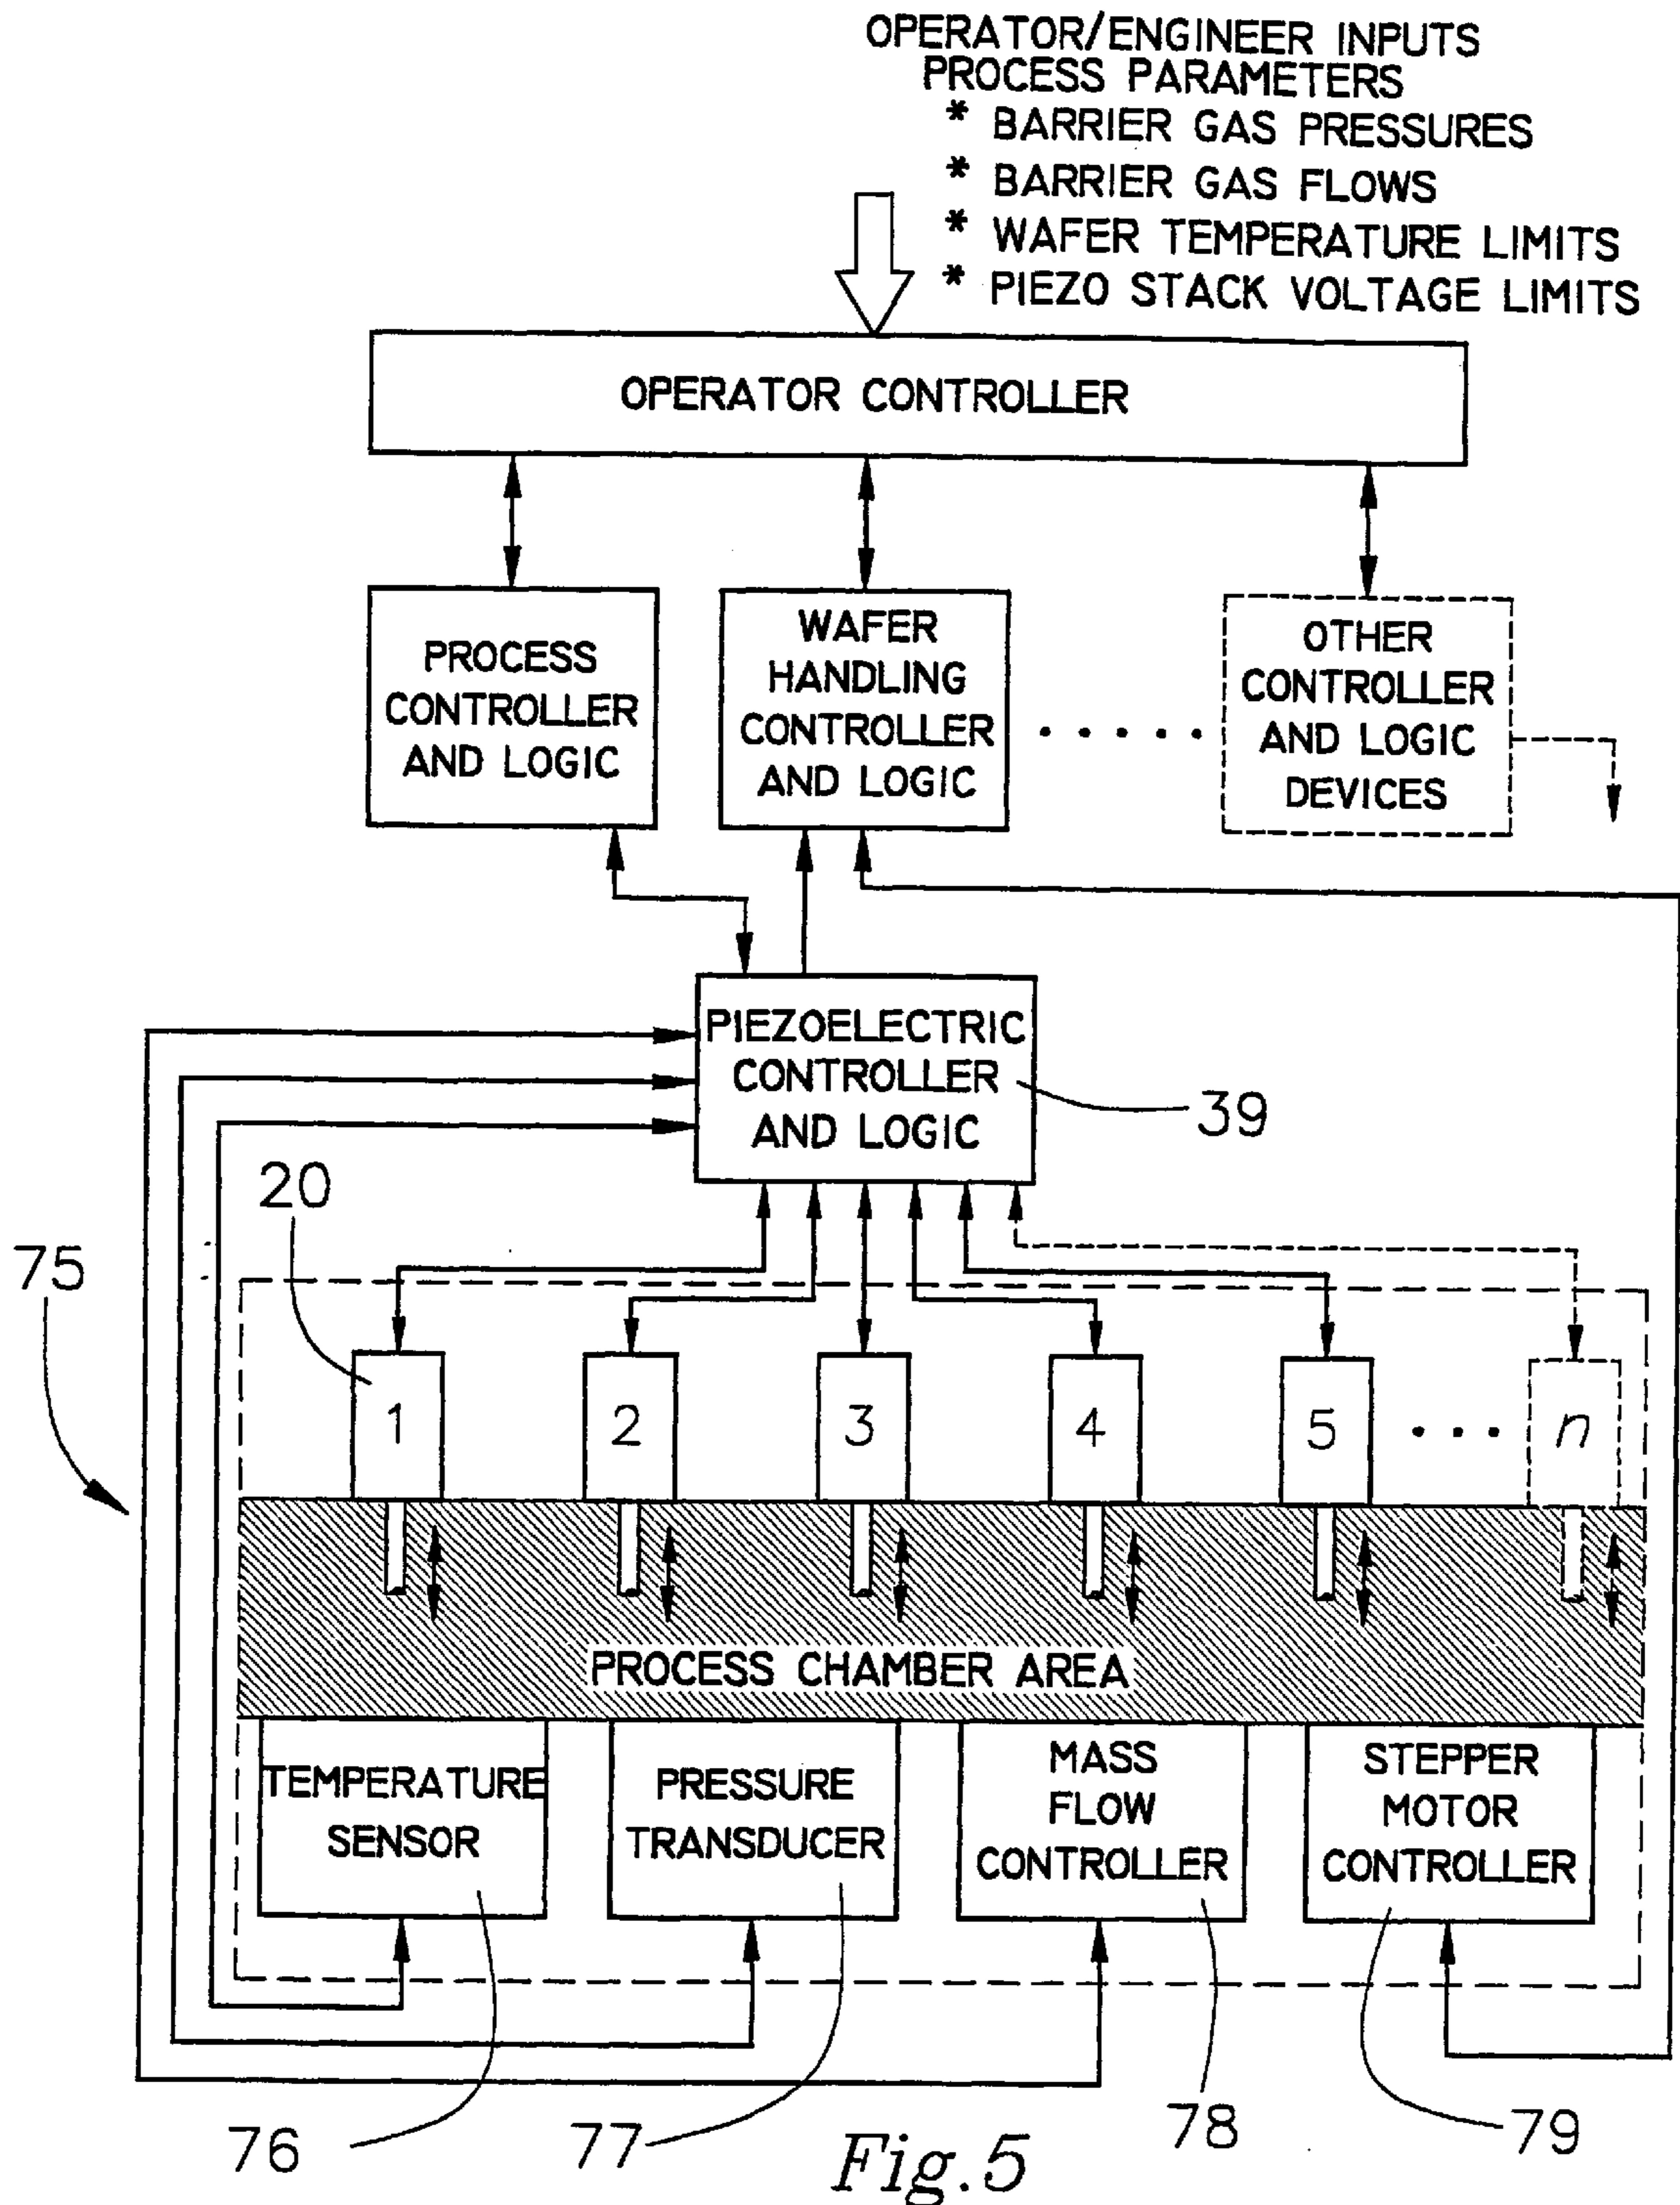 OPERATOR/ENGINEER INPUTS
PROCESS PARAMETERS
* BARRIER GAS PRESSURES
* BARRIER GAS FLOWS
* WAFER TEMPERATURE LIMITS
* PIEZO STACK VOLTAGE LIMITS
OPERATOR CONTROLLER
PROCESS
CONTROLLER
AND LOGIC
WAFER
HANDLING
CONTROLLER
AND LOGIC
OTHER
CONTROLLER
AND LOGIC
DEVICES
PIEZOELECTRIC
CONTROLLER
AND LOGIC
39
20
75
1
2
3
4
5
n
PROCESS CHAMBER AREA
TEMPERATURE
SENSOR
PRESSURE
TRANSDUCER
MASS
FLOW
CONTROLLER
STEPPER
MOTOR
CONTROLLER
76
77
78
79
Fig.5